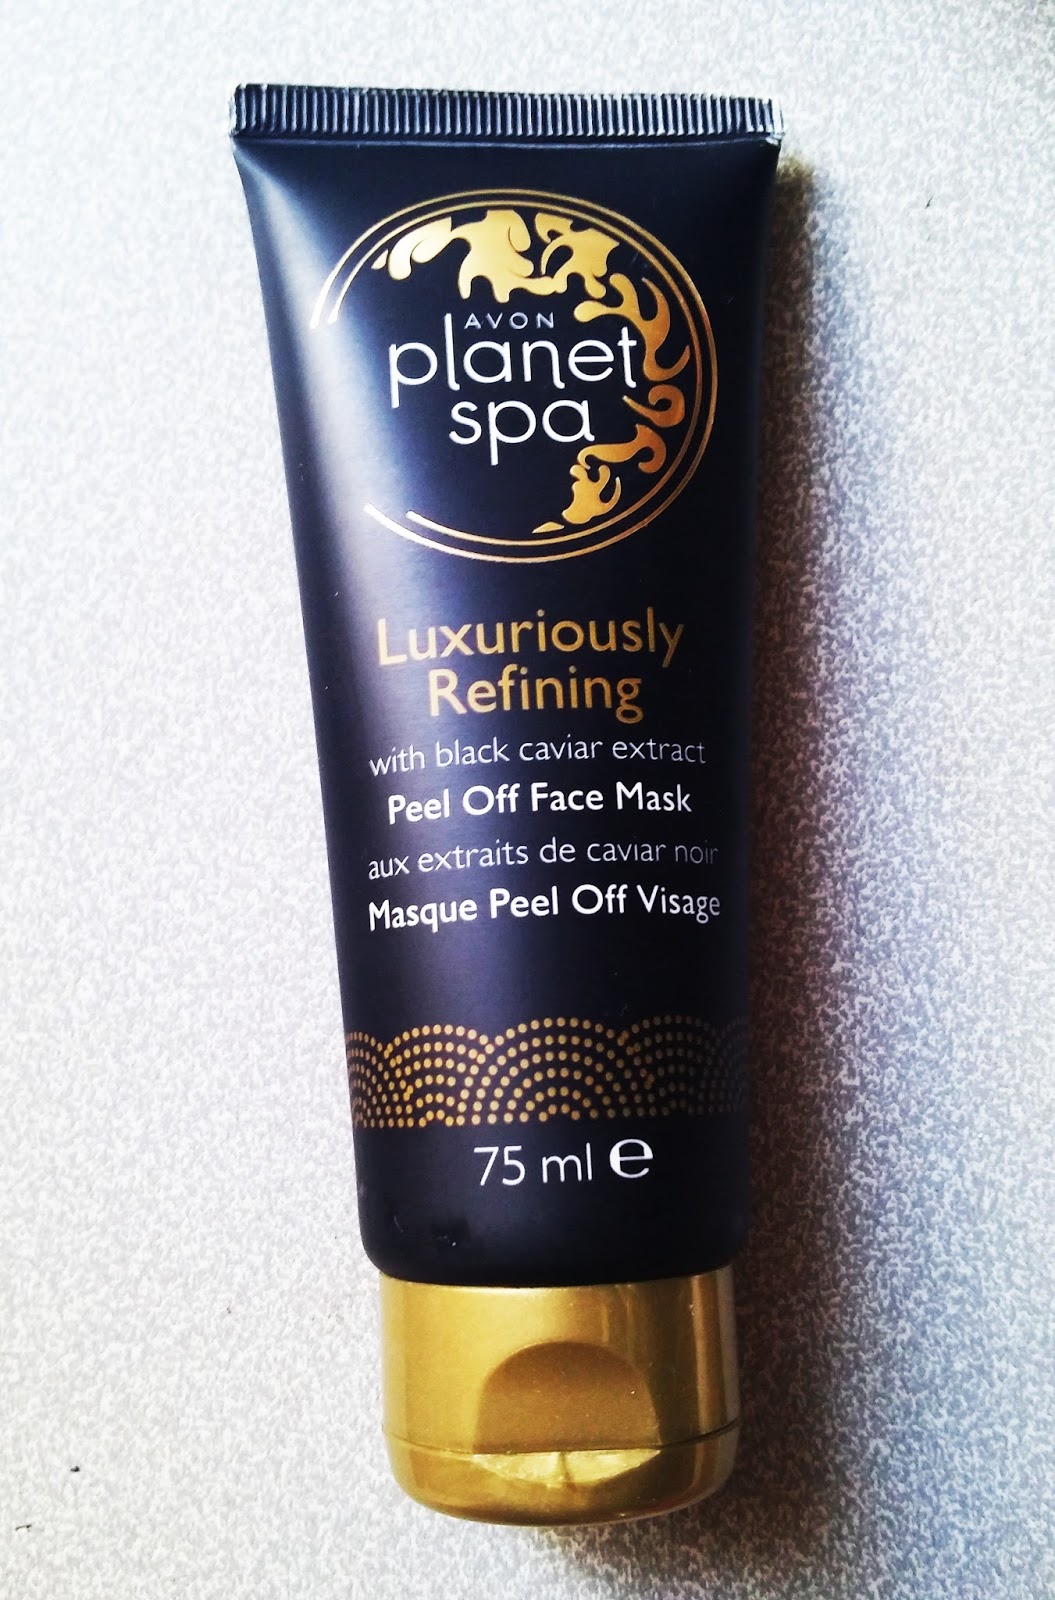 AVON
planet
spa
Luxuriously
Refining
with black caviar extract
Peel Off Face Mask
aux extraits de caviar noir
Masque Peel Off Visage
75 ml ℮